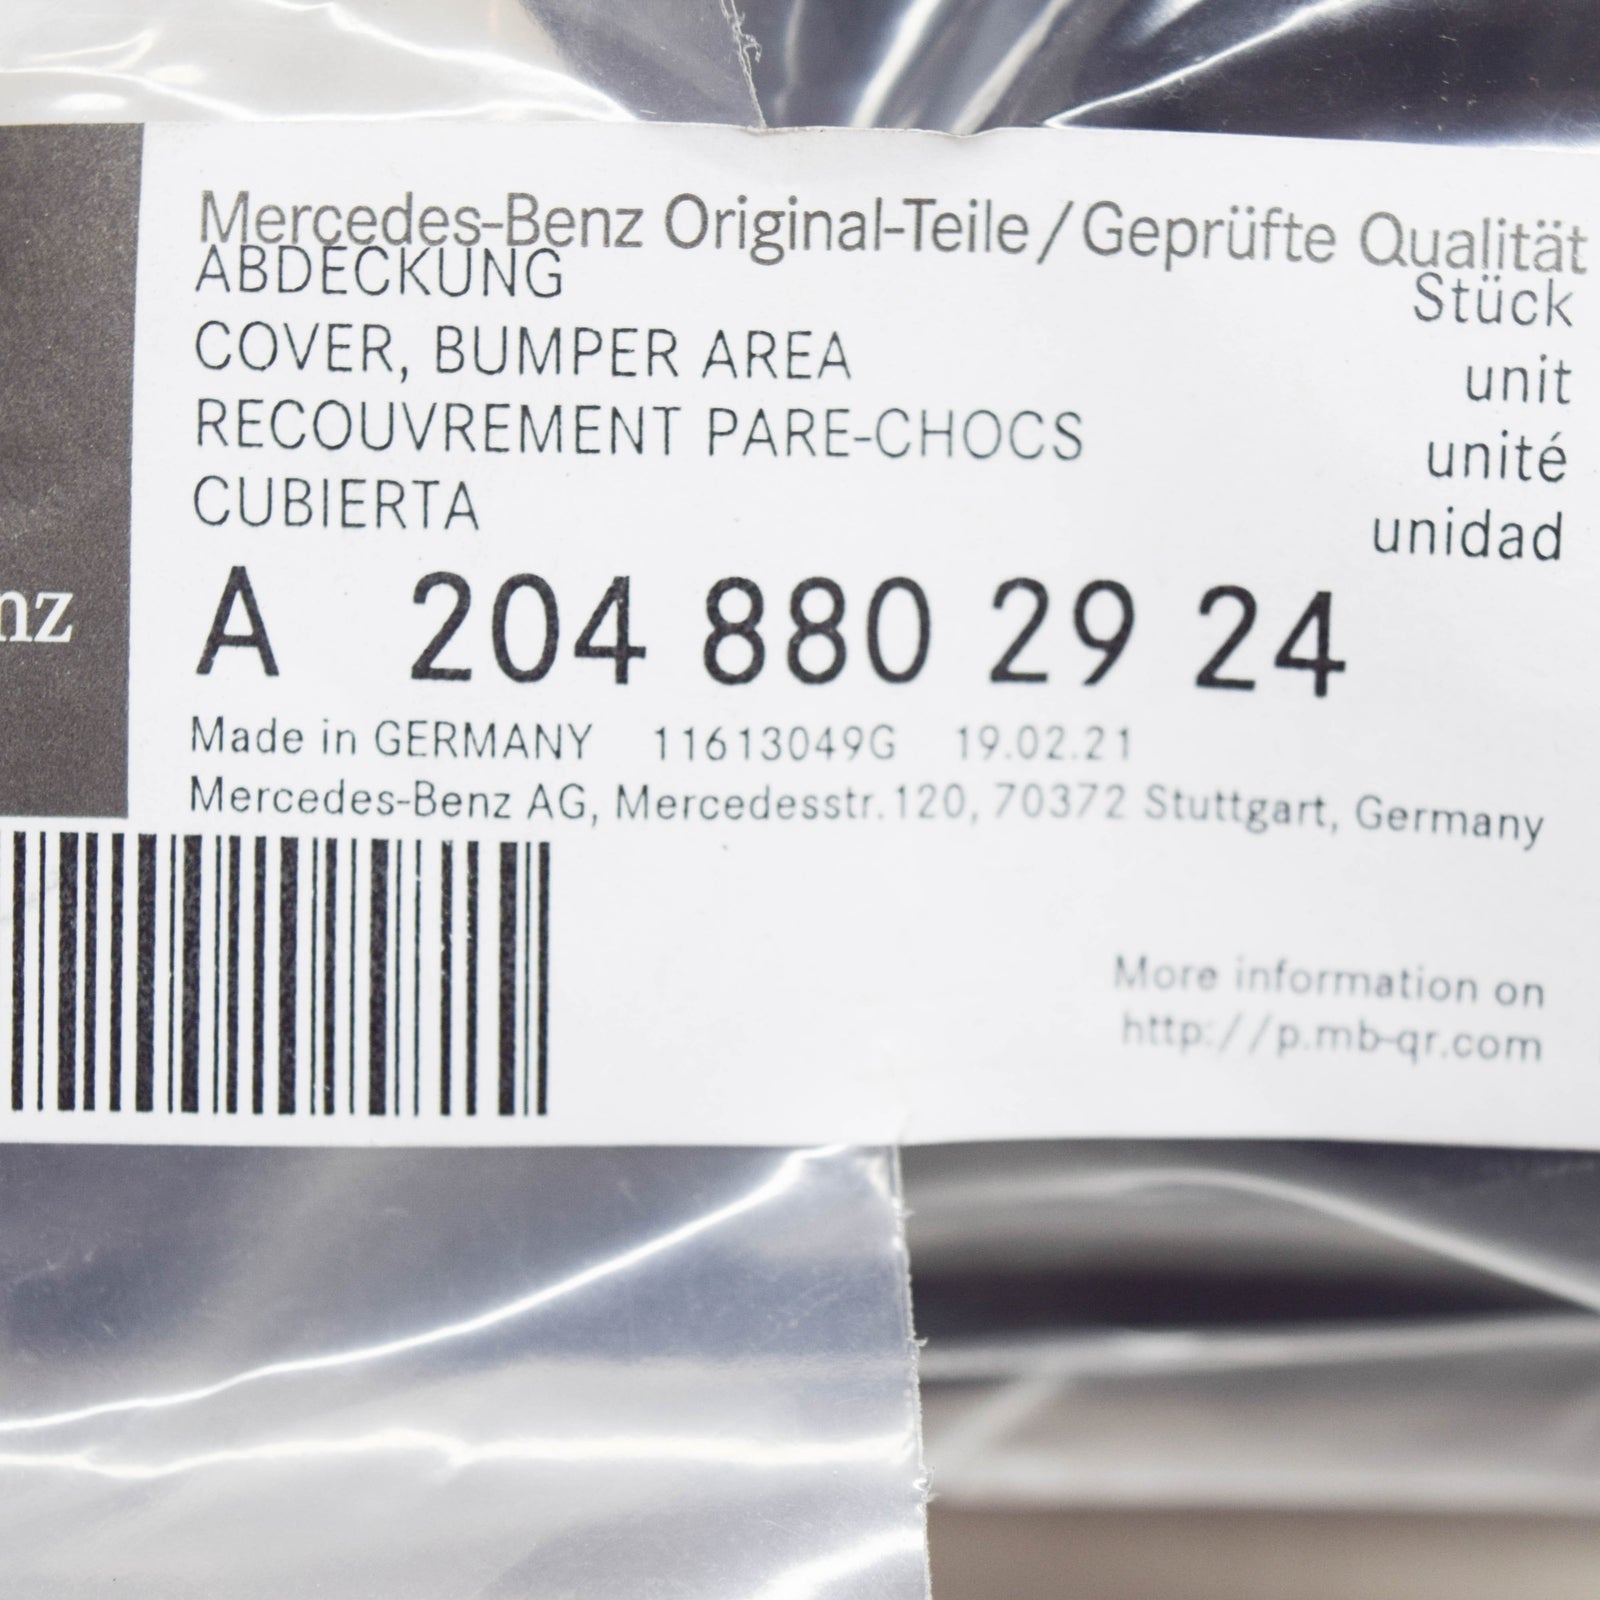 Mercedes-Benz Original-Teile/Geprüfte Qualität
ABDECKUNG Stück
COVER, BUMPER AREA unit
RECOUVREMENT PARE-CHOCS unité
CUBIERTA unidad
nz
A 204 880 29 24
Made in GERMANY 11613049G 19.02.21
Mercedes-Benz AG, Mercedesstr.120, 70372 Stuttgart, Germany
More information on
http://p.mb-qr.com